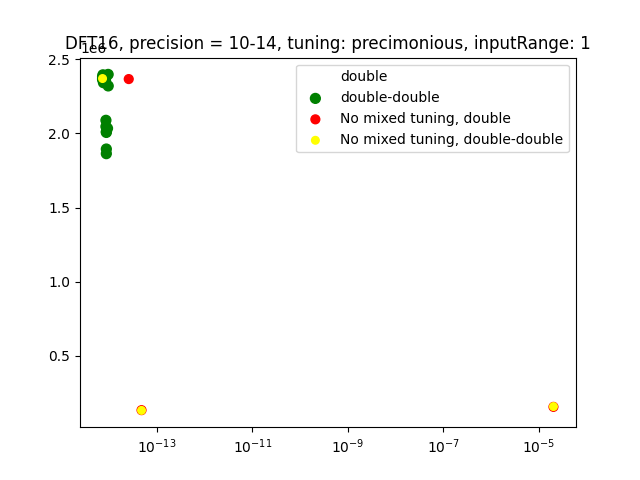 DFT16, precision = 10-14, tuning: precimonious, inputRange: 1
1e6
2.5
2.0
1.5
1.0
0.5
double
double-double
No mixed tuning, double
No mixed tuning, double-double
10⁻¹³ 10⁻¹¹ 10⁻⁹ 10⁻⁷ 10⁻⁵